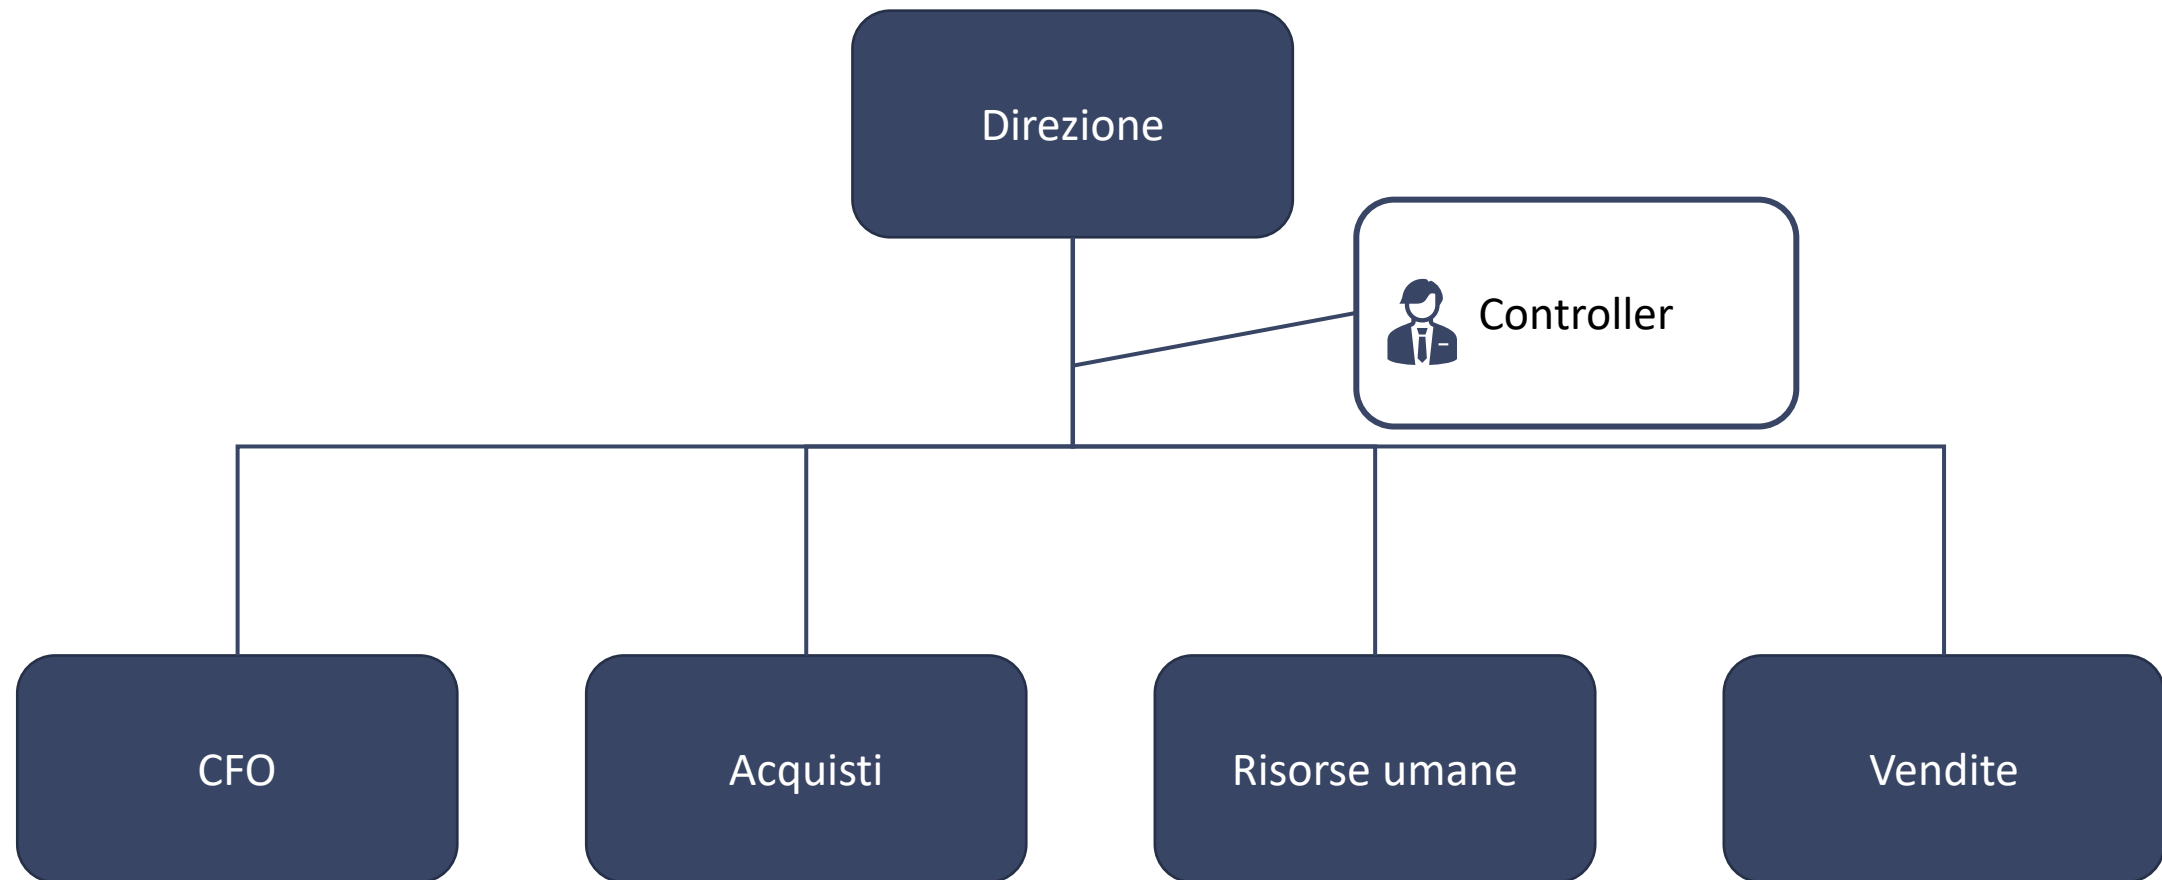 Direzione
Controller
CFO
Acquisti
Risorse umane
Vendite